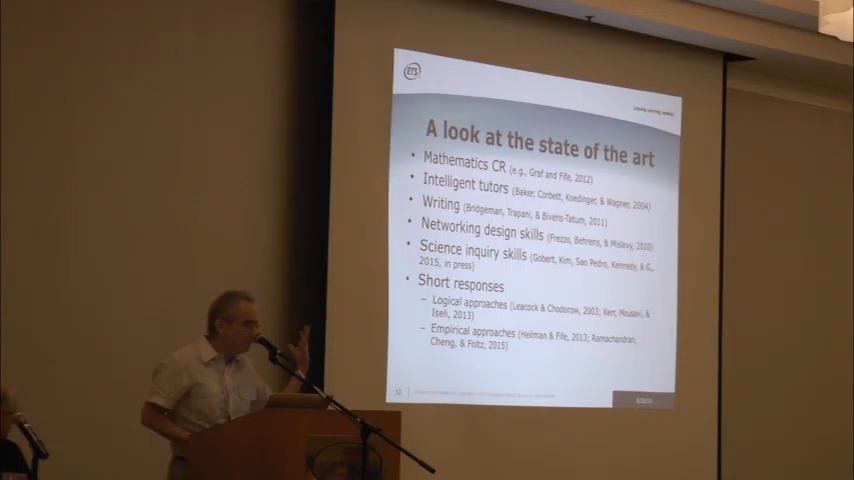 ETS
A look at the state of the art
• Mathematics CR (e.g., Graf and Fife, 2012)
• Intelligent tutors (Baker, Corbett, Koedinger, & Wagner, 2004)
• Writing (Bridgeman, Trapani, & Bivens-Tatum, 2011)
• Networking design skills (Frezzo, Behrens, & Mislevy, 2010)
• Science inquiry skills (Gobert, Kim, Sao Pedro, Kennedy, & G.,
2015, in press)
• Short responses
– Logical approaches (Leacock & Chodorow, 2003; Kerr, Mousavi, &
Iseli, 2013)
– Empirical approaches (Heilman & Fife, 2013; Ramachandran,
Cheng, & Foltz, 2015)